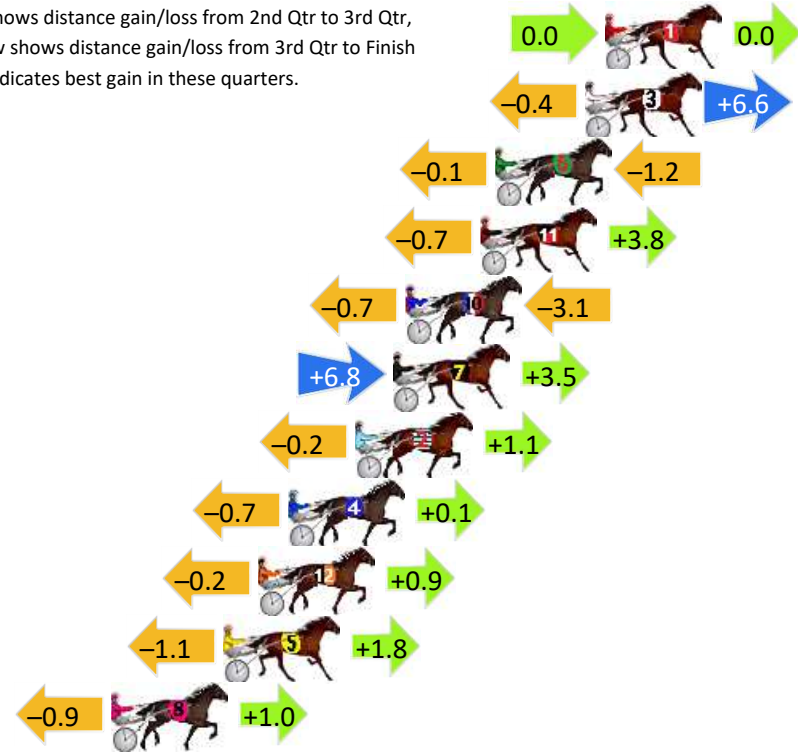 hows distance gain/loss from 2nd Qtr to 3rd Qtr,
w shows distance gain/loss from 3rd Qtr to Finish
dicates best gain in these quarters.
0.0 1 0.0
−0.4 3 +6.6
−0.1 −1.2
−0.7 11 +3.8
−0.7 10 −3.1
+6.8 7 +3.5
−0.2 2 +1.1
−0.7 4 +0.1
−0.2 12 +0.9
−1.1 5 +1.8
−0.9 8 +1.0